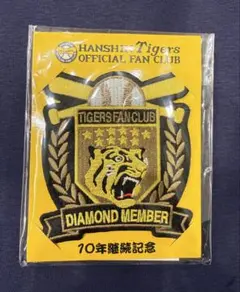 HANSHIN Tigers
OFFICIAL FAN CLUB
TIGERS FAN CLUB
DIAMOND MEMBER
10年継続記念